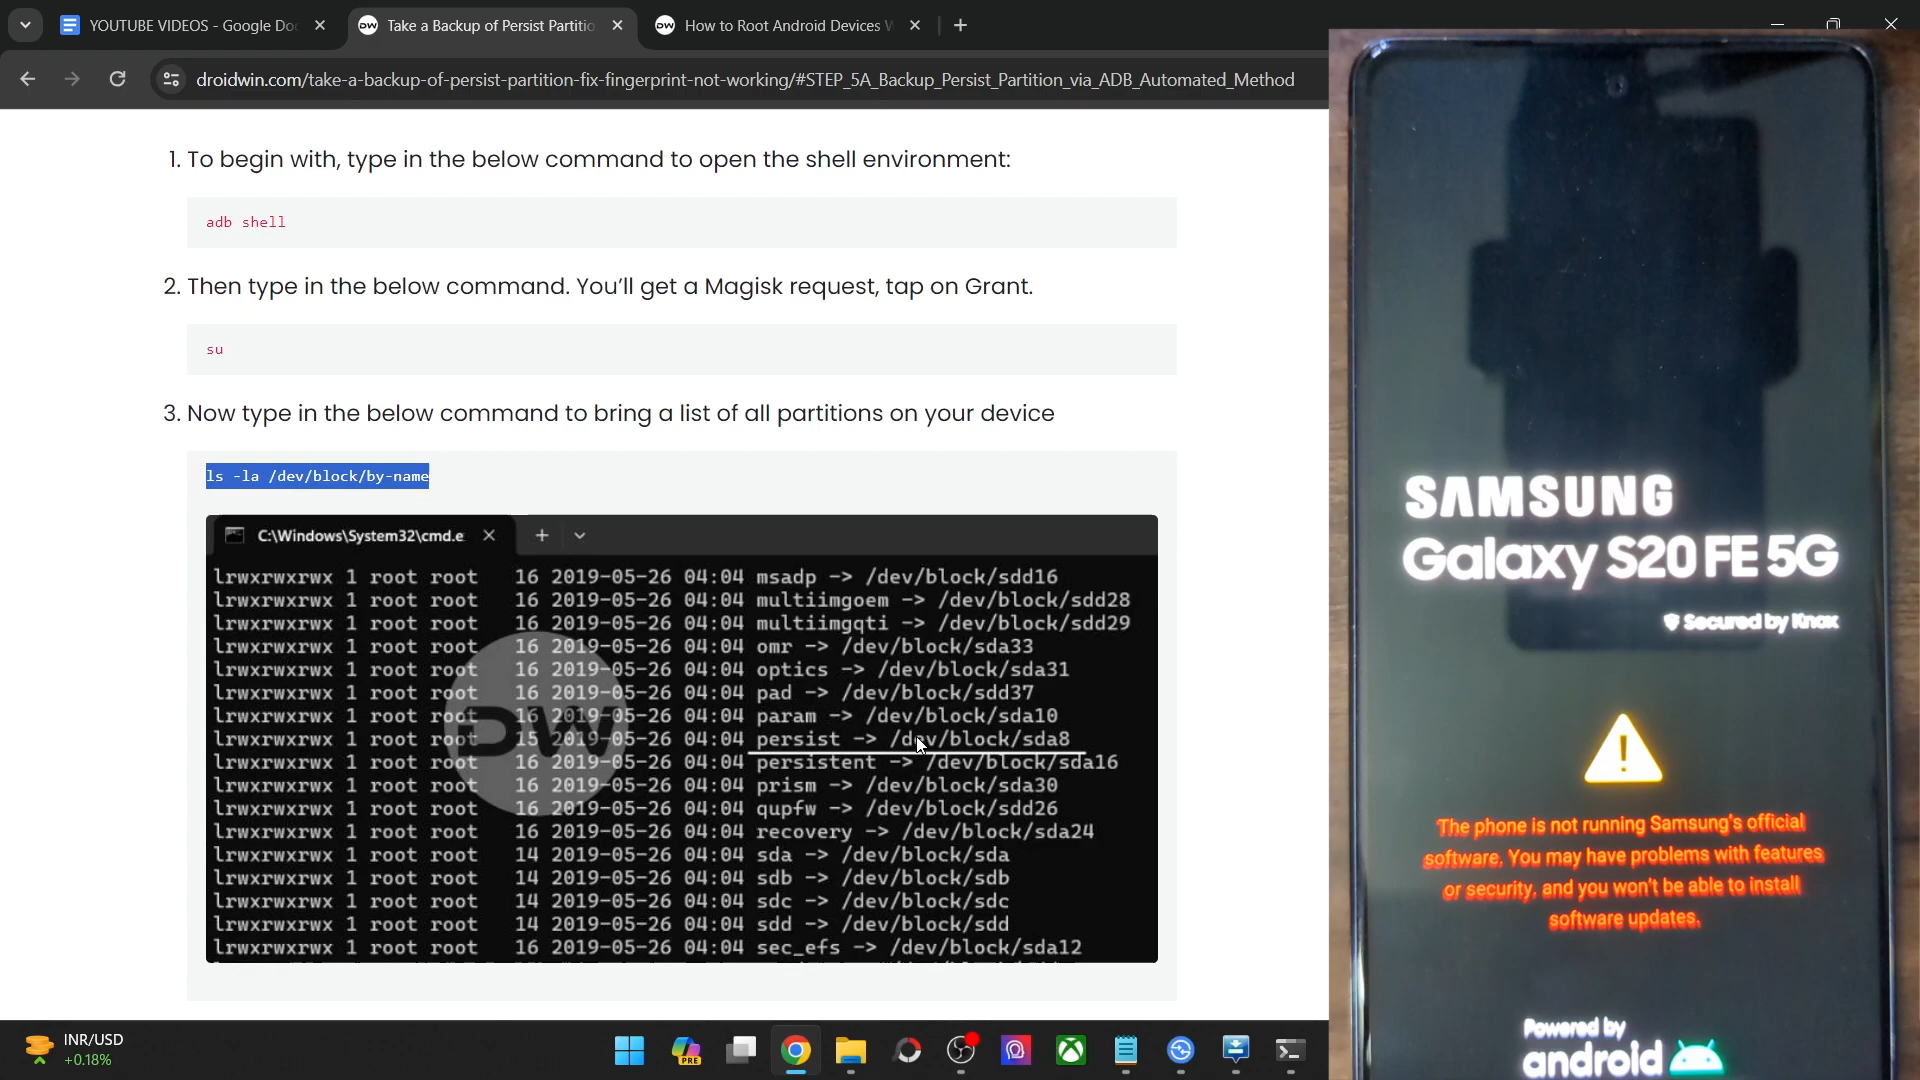 YOUTUBE VIDEOS - Google Do
Take a Backup of Persist Partitio
How to Root Android Devices
droidwin.com/take-a-backup-of-persist-partition-fix-fingerprint-not-working/#STEP_5A_Backup_Persist_Partition_via_ADB_Automated_Method
1. To begin with, type in the below command to open the shell environment:
adb shell
2. Then type in the below command. You’ll get a Magisk request, tap on Grant.
su
3. Now type in the below command to bring a list of all partitions on your device
ls -la /dev/block/by-name
C:\Windows\System32\cmd.e
lrwxrwxrwx 1 root root 16 2019-05-26 04:04 msadp -> /dev/block/sdd16
lrwxrwxrwx 1 root root 16 2019-05-26 04:04 multiimgoem -> /dev/block/sdd28
lrwxrwxrwx 1 root root 16 2019-05-26 04:04 multiimgqti -> /dev/block/sdd29
lrwxrwxrwx 1 root root 16 2019-05-26 04:04 omr -> /dev/block/sda33
lrwxrwxrwx 1 root root 16 2019-05-26 04:04 optics -> /dev/block/sda31
lrwxrwxrwx 1 root root 16 2019-05-26 04:04 pad -> /dev/block/sdd37
lrwxrwxrwx 1 root root 16 2019-05-26 04:04 param -> /dev/block/sda10
lrwxrwxrwx 1 root root 15 2019-05-26 04:04 persist -> /dev/block/sda8
lrwxrwxrwx 1 root root 16 2019-05-26 04:04 persistent -> /dev/block/sda16
lrwxrwxrwx 1 root root 16 2019-05-26 04:04 prism -> /dev/block/sda30
lrwxrwxrwx 1 root root 16 2019-05-26 04:04 qupfw -> /dev/block/sdd26
lrwxrwxrwx 1 root root 16 2019-05-26 04:04 recovery -> /dev/block/sda24
lrwxrwxrwx 1 root root 14 2019-05-26 04:04 sda -> /dev/block/sda
lrwxrwxrwx 1 root root 14 2019-05-26 04:04 sdb -> /dev/block/sdb
lrwxrwxrwx 1 root root 14 2019-05-26 04:04 sdc -> /dev/block/sdc
lrwxrwxrwx 1 root root 14 2019-05-26 04:04 sdd -> /dev/block/sdd
lrwxrwxrwx 1 root root 16 2019-05-26 04:04 sec_efs -> /dev/block/sda12
DW
INR/USD
+0.18%
PRE
SAMSUNG
Galaxy S20 FE 5G
Secured by Knox
The phone is not running Samsung's official
software. You may have problems with features
or security, and you won't be able to install
software updates.
Powered by
android